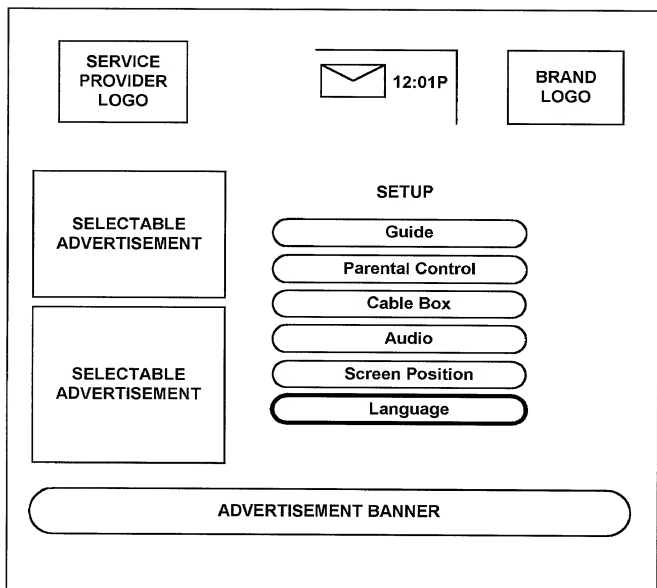 SERVICE
PROVIDER
LOGO
12:01P
BRAND
LOGO
SELECTABLE
ADVERTISEMENT
SETUP
Guide
Parental Control
Cable Box
Audio
Screen Position
Language
SELECTABLE
ADVERTISEMENT
ADVERTISEMENT BANNER